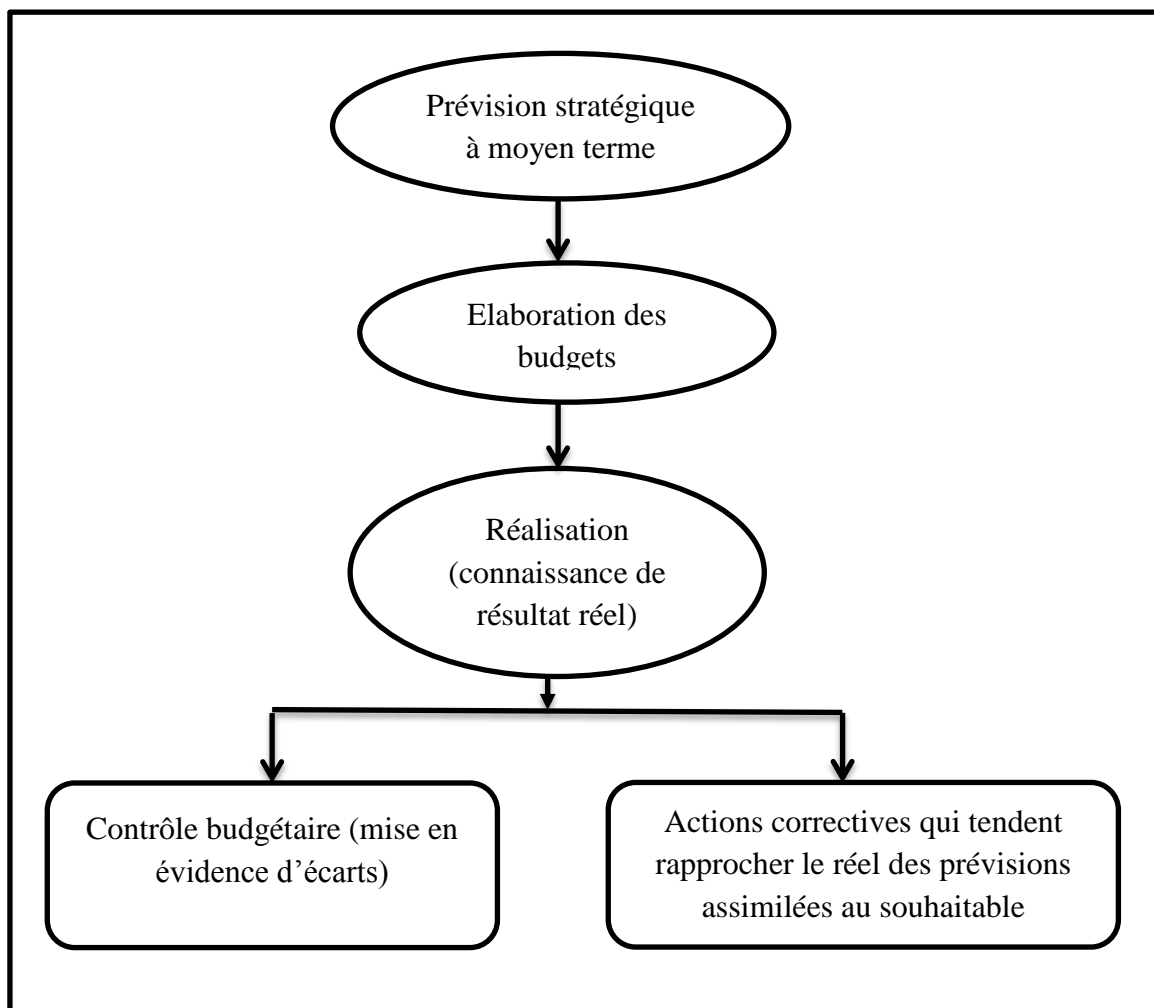 Prévision stratégique
à moyen terme
Elaboration des
budgets
Réalisation
(connaissance de
résultat réel)
Contrôle budgétaire (mise en
évidence d’écarts)
Actions correctives qui tendent
rapprocher le réel des prévisions
assimilées au souhaitable